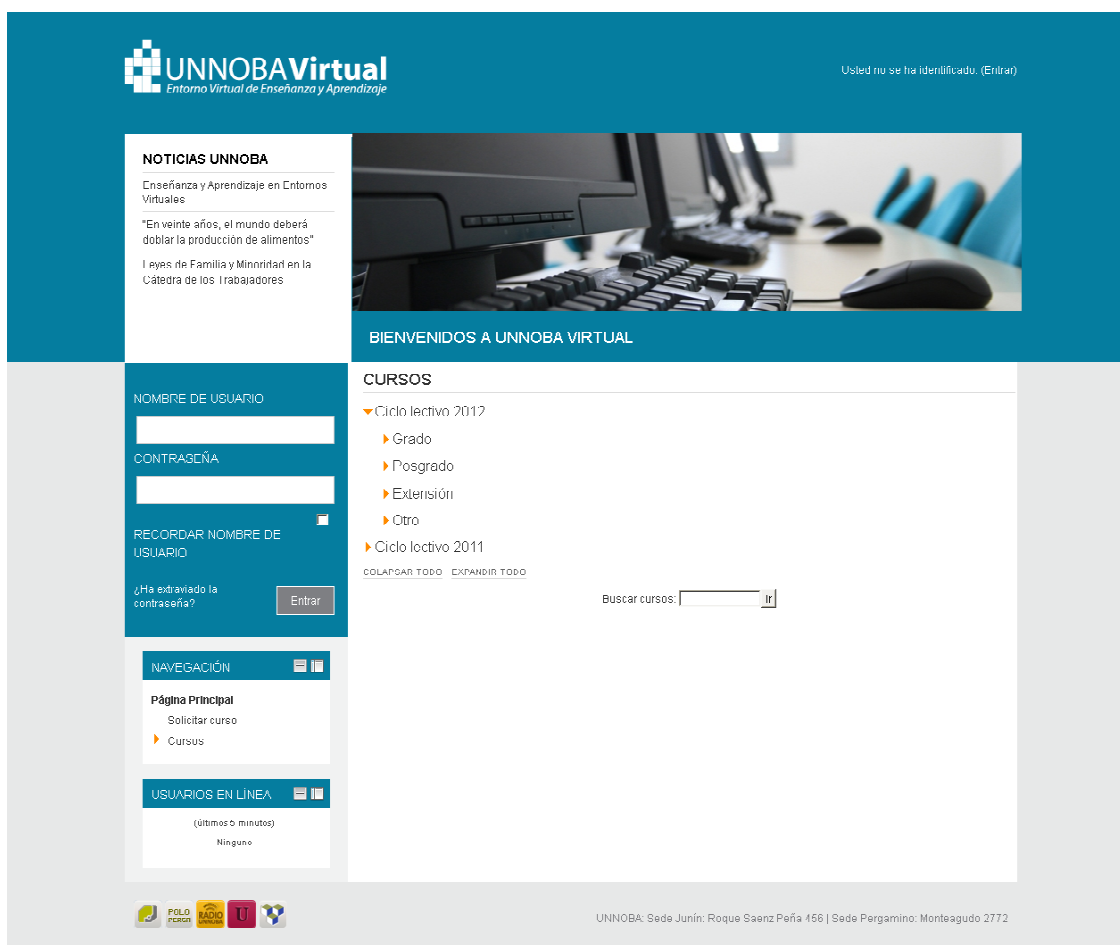 UNNOBAVirtual
Entorno Virtual de Enseñanza y Aprendizaje
Usted no se ha identificado. (Entrar)
NOTICIAS UNNOBA
Enseñanza y Aprendizaje en Entornos
Virtuales
"En veinte años, el mundo deberá
doblar la producción de alimentos"
Leyes de Familia y Minoridad en la
Cátedra de los Trabajadores
BIENVENIDOS A UNNOBA VIRTUAL
NOMBRE DE USUARIO
CONTRASEÑA
RECORDAR NOMBRE DE
USUARIO
¿Ha extraviado la
contraseña?
Entrar
CURSOS
Ciclo lectivo 2012
Grado
Posgrado
Extensión
Otro
Ciclo lectivo 2011
COLAPSAR TODO EXPANDIR TODO
Buscar cursos: Ir
NAVEGACIÓN
Página Principal
Solicitar curso
Cursos
USUARIOS EN LÍNEA
(últimos 5 minutos)
Ninguno
POLO
PERGA
RADIO
UNNOBA
U
UNNOBA: Sede Junín: Roque Saenz Peña 456 | Sede Pergamino: Monteagudo 2772